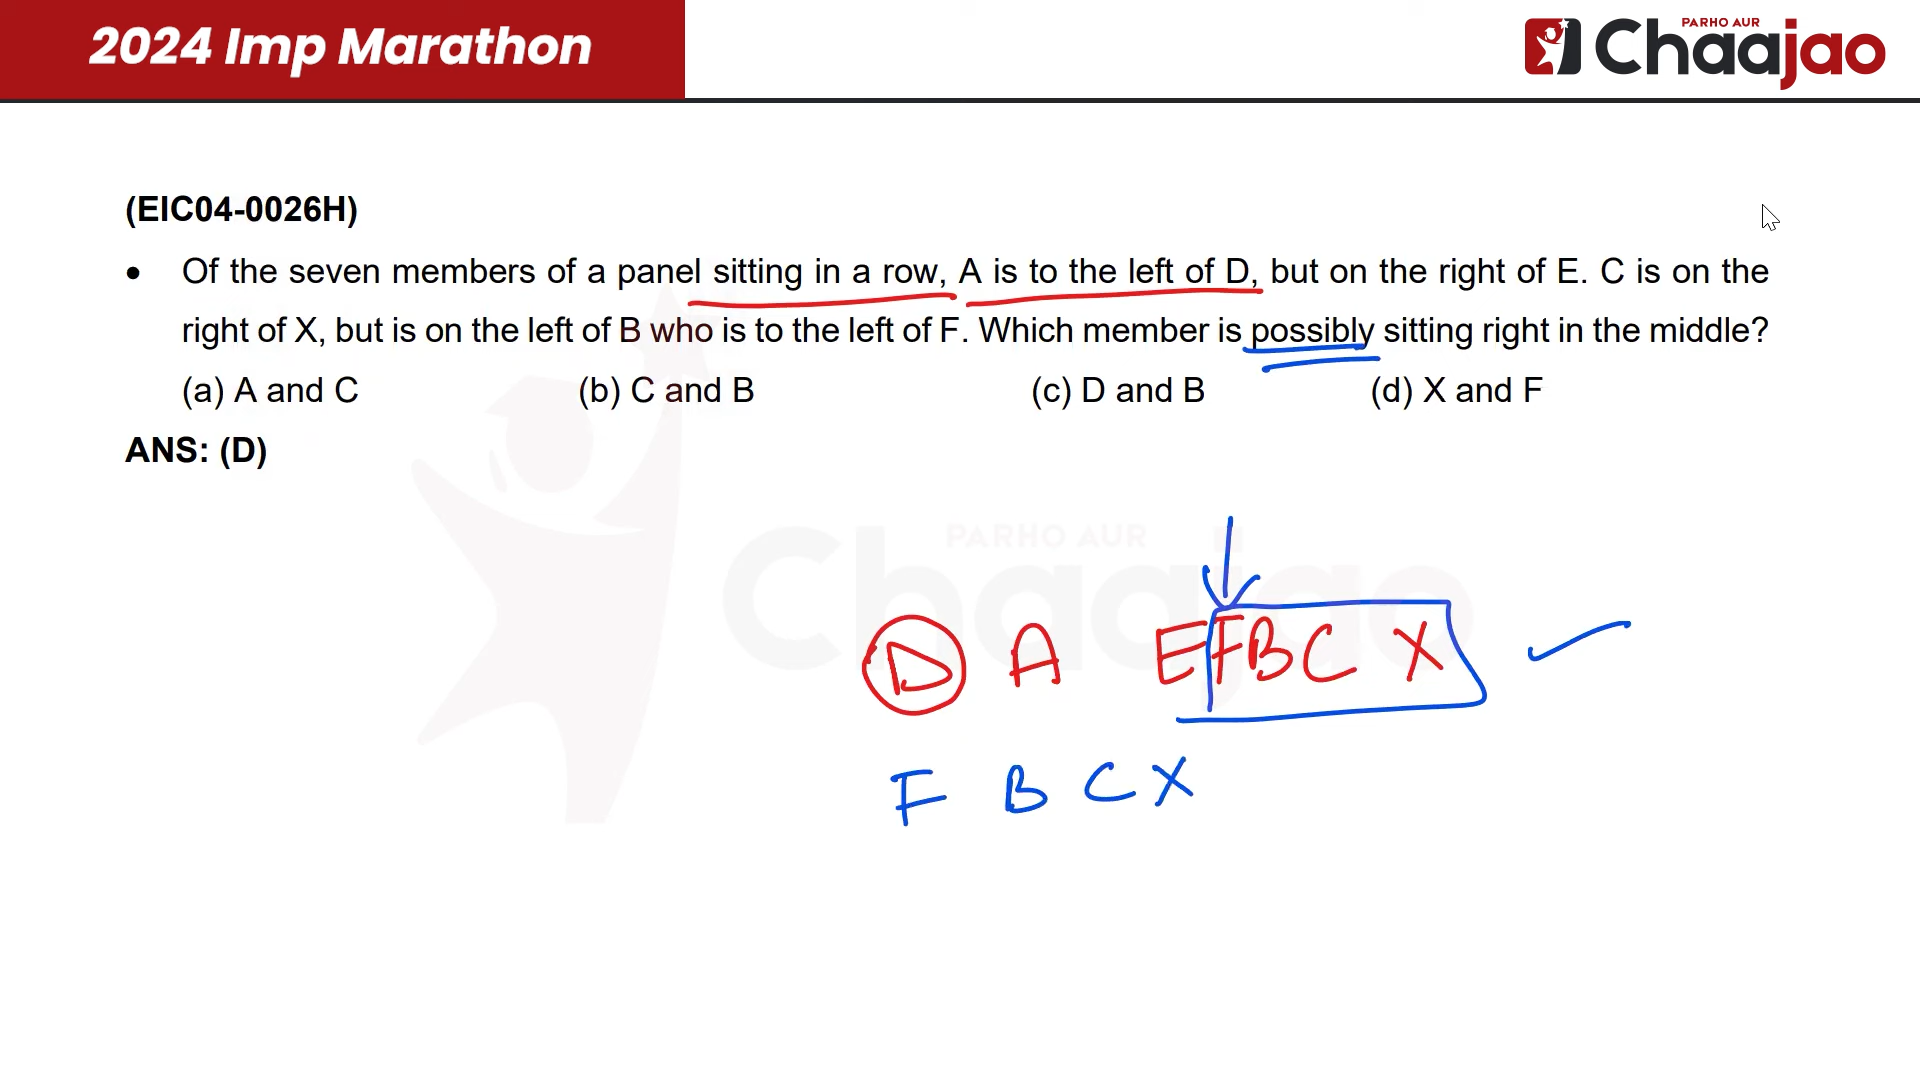 2024 Imp Marathon
PARHO AUR
Chaajao
(EIC04-0026H)
• Of the seven members of a panel sitting in a row, A is to the left of D, but on the right of E. C is on the
right of X, but is on the left of B who is to the left of F. Which member is possibly sitting right in the middle?
(a) A and C (b) C and B (c) D and B (d) X and F
ANS: (D)
PARHO AUR
Chaajao
D A E F B C X
F B C X